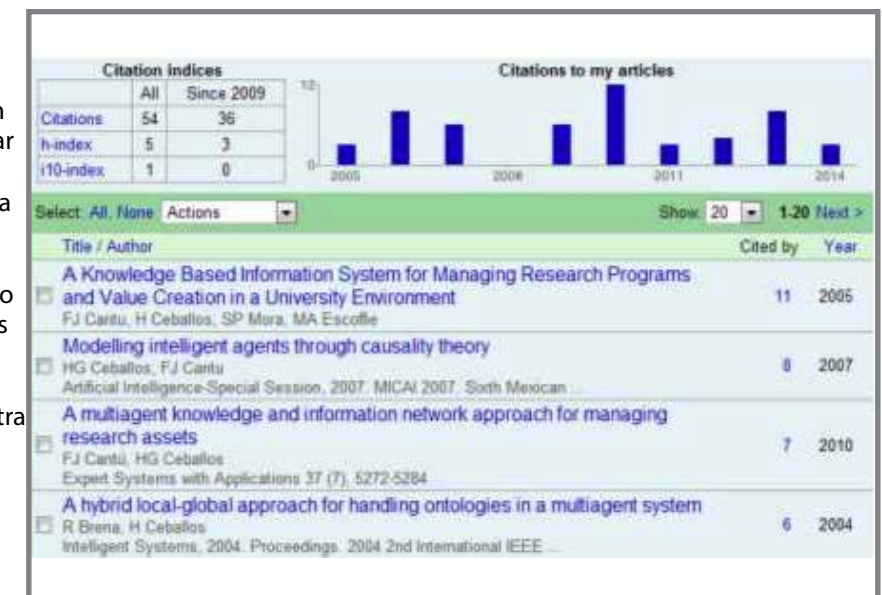 n
ar
a
o
s
tra
Citation indices
All Since 2009
Citations 54 36
h-index 5 3
i10-index 1 0
Citations to my articles
12
0
2005 2008 2011 2014
Select: All, None Actions Show: 20 1-20 Next >
Title / Author Cited by Year
A Knowledge Based Information System for Managing Research Programs
and Value Creation in a University Environment 11 2005
FJ Cantu, H Ceballos, SP Mora, MA Escoffie
Modelling intelligent agents through causality theory
HG Ceballos, FJ Cantu 8 2007
Artificial Intelligence-Special Session, 2007. MICAI 2007. Sixth Mexican ...
A multiagent knowledge and information network approach for managing
research assets 7 2010
FJ Cantú, HG Ceballos
Expert Systems with Applications 37 (7), 5272-5284
A hybrid local-global approach for handling ontologies in a multiagent system
R Brena, H Ceballos 6 2004
Intelligent Systems, 2004. Proceedings. 2004 2nd International IEEE ...